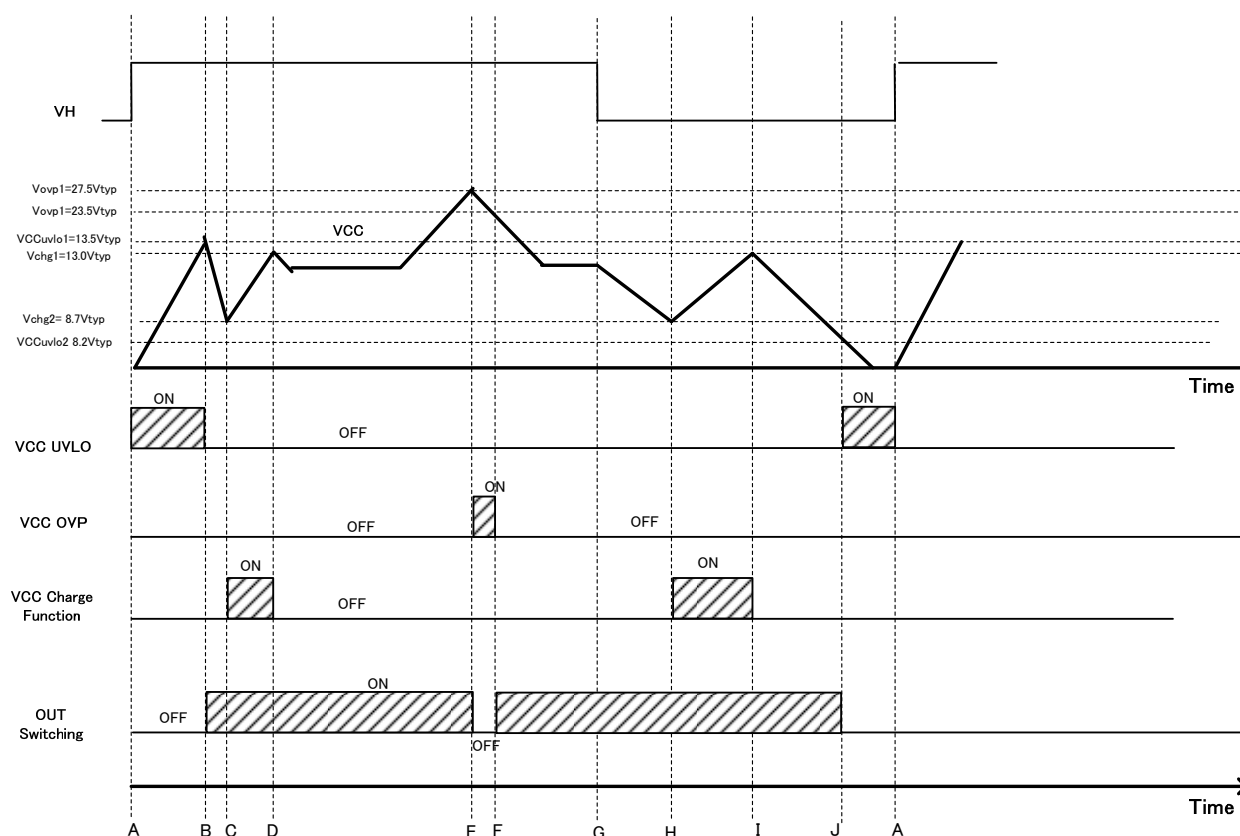 VH
Vovp1=27.5Vtyp
Vovp1=23.5Vtyp
VCCuvlo1=13.5Vtyp
VCC
Vchg1=13.0Vtyp
Vchg2= 8.7Vtyp
VCCuvlo2 8.2Vtyp
Time
ON
ON
OFF
VCC UVLO
ON
VCC OVP
OFF
OFF
ON
ON
VCC Charge
Function
OFF
ON
OUT
Switching
OFF
OFF
Time
A B C D E F G H I J A